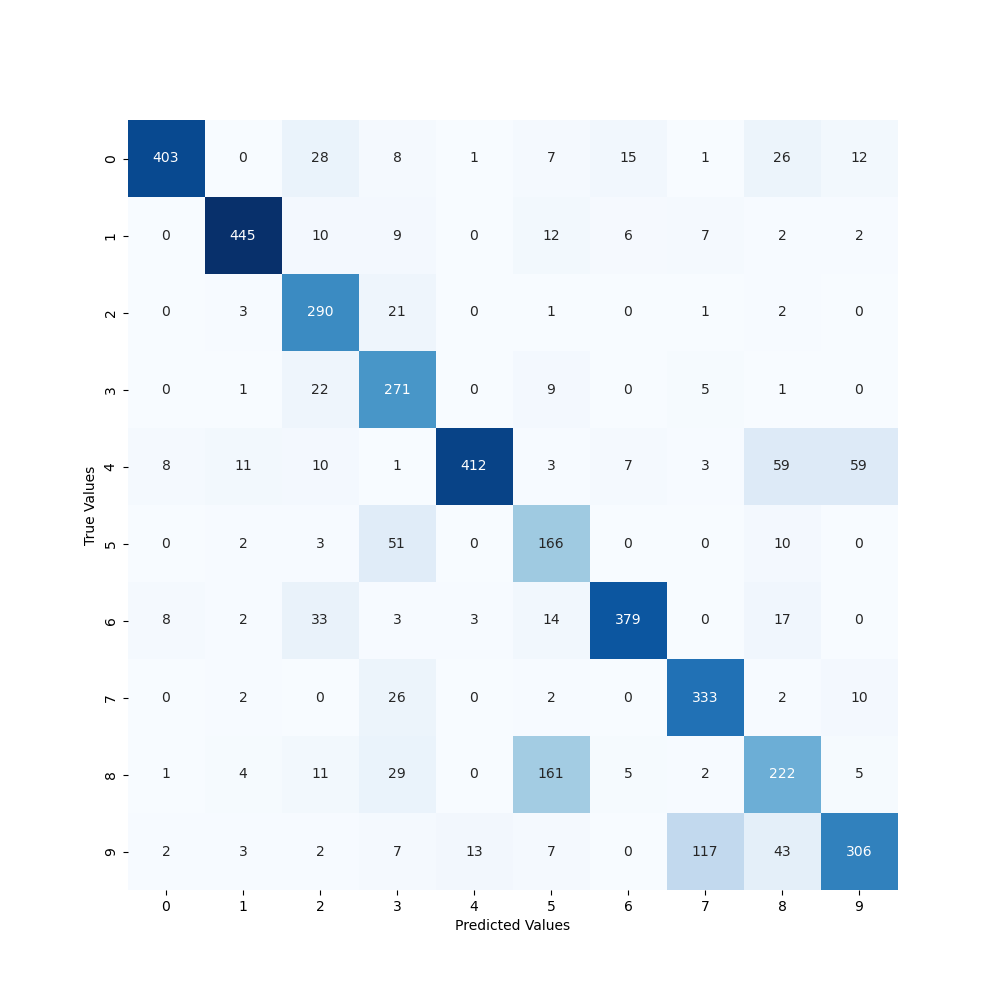 0 403 0 28 8 1 7 15 1 26 12
1 0 445 10 9 0 12 6 7 2 2
2 0 3 290 21 0 1 0 1 2 0
3 0 1 22 271 0 9 0 5 1 0
4 8 11 10 1 412 3 7 3 59 59
True Values
5 0 2 3 51 0 166 0 0 10 0
6 8 2 33 3 3 14 379 0 17 0
7 0 2 0 26 0 2 0 333 2 10
8 1 4 11 29 0 161 5 2 222 5
9 2 3 2 7 13 7 0 117 43 306
0 1 2 3 4 5 6 7 8 9
Predicted Values